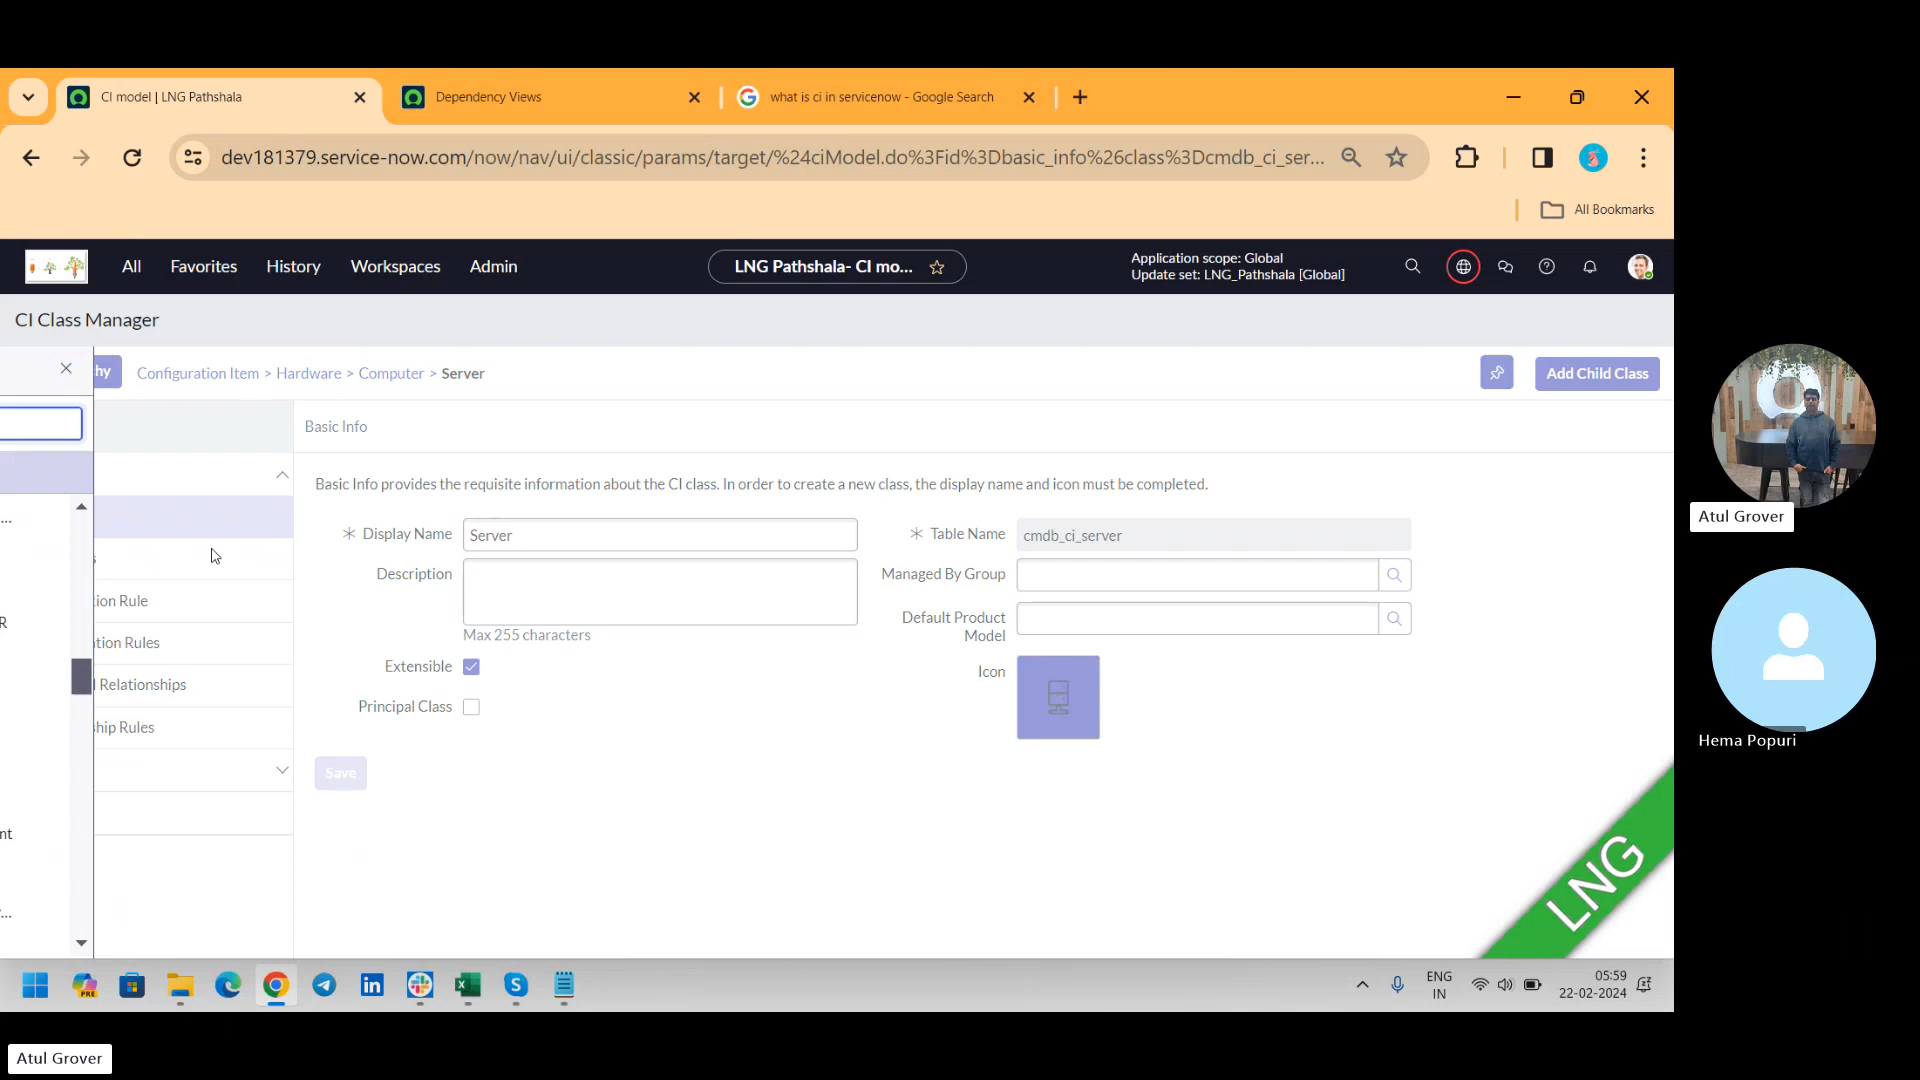 CI model | LNG Pathshala
Dependency Views
what is ci in servicenow - Google Search
dev181379.service-now.com/now/nav/ui/classic/params/target/%24ciModel.do%3Fid%3Dbasic_info%26class%3Dcmdb_ci_ser...
All Bookmarks
All
Favorites
History
Workspaces
Admin
LNG Pathshala- CI mo...
Application scope: Global
Update set: LNG_Pathshala [Global]
CI Class Manager
hy
Configuration Item > Hardware > Computer > Server
Add Child Class
Basic Info
Basic Info provides the requisite information about the CI class. In order to create a new class, the display name and icon must be completed.
Display Name
Server
Table Name
cmdb_ci_server
...
s
Description
Managed By Group
ion Rule
R
Default Product
Model
Max 255 characters
tion Rules
Extensible
Icon
l Relationships
Principal Class
hip Rules
Save
nt
...
LNG
PRE
ENG
IN
05:59
22-02-2024
Atul Grover
Hema Popuri
Atul Grover